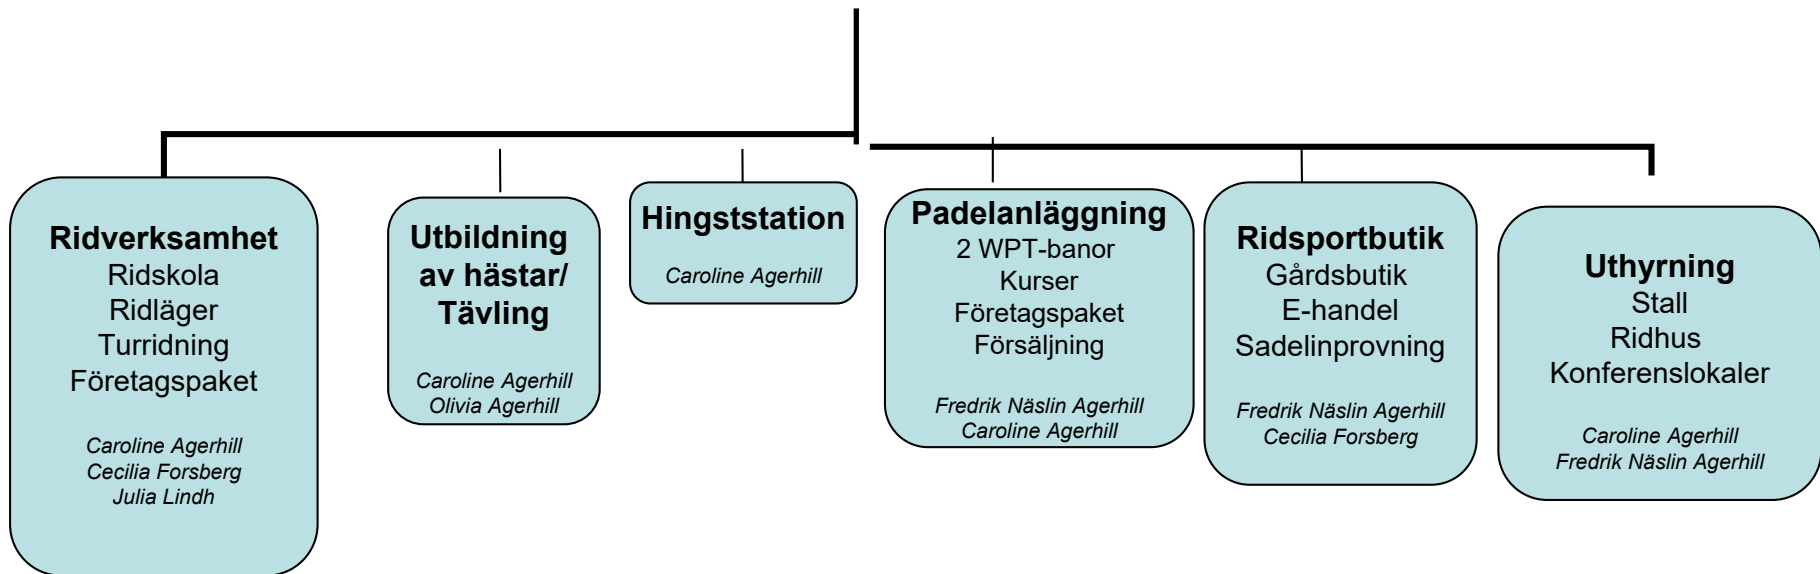 Ridverksamhet
Ridskola
Ridläger
Turridning
Företagspaket
Caroline Agerhill
Cecilia Forsberg
Julia Lindh
Utbildning
av hästar/
Tävling
Caroline Agerhill
Olivia Agerhill
Hingststation
Caroline Agerhill
Padelanläggning
2 WPT-banor
Kurser
Företagspaket
Försäljning
Fredrik Näslin Agerhill
Caroline Agerhill
Ridsportbutik
Gårdsbutik
E-handel
Sadelinprovning
Fredrik Näslin Agerhill
Cecilia Forsberg
Uthyrning
Stall
Ridhus
Konferenslokaler
Caroline Agerhill
Fredrik Näslin Agerhill